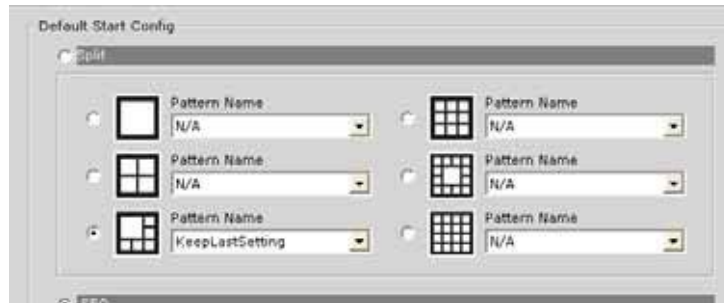 Default Start Config
Split
Pattern Name
N/A
Pattern Name
N/A
Pattern Name
N/A
Pattern Name
N/A
Pattern Name
KeepLastSetting
Pattern Name
N/A